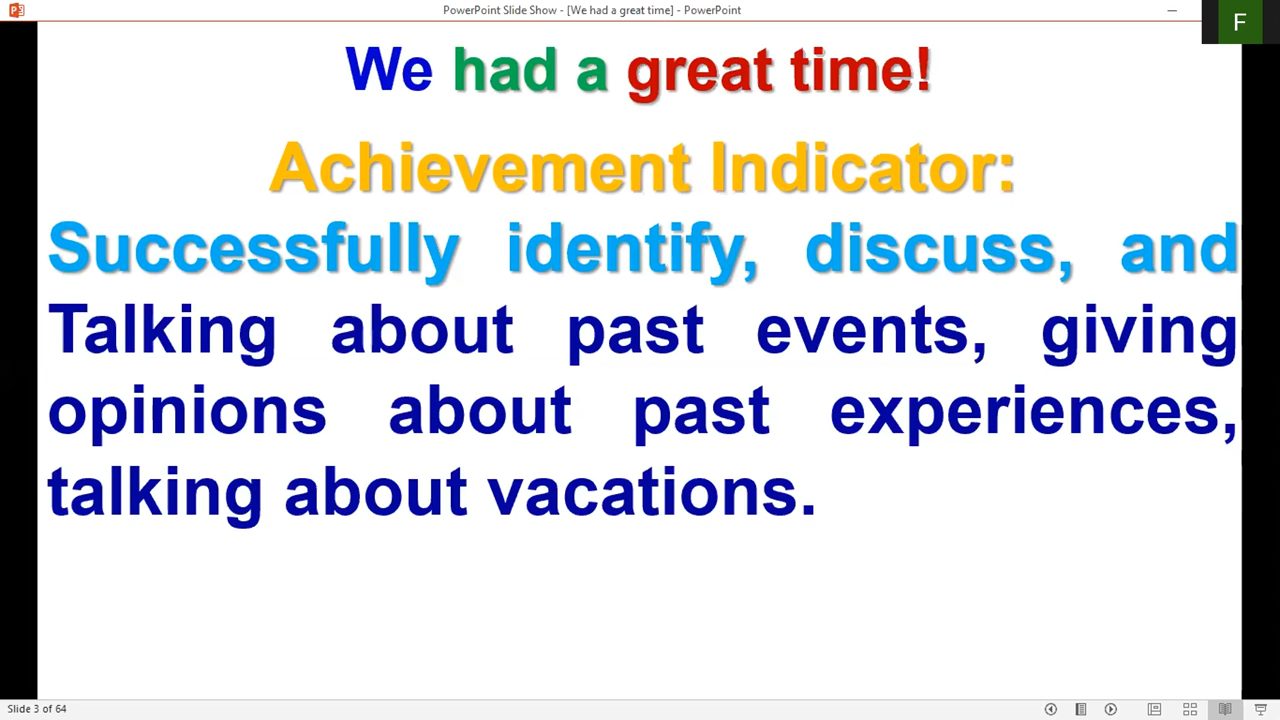 PowerPoint Slide Show - [We had a great time] - PowerPoint
F
We had a great time!
Achievement Indicator:
Successfully identify, discuss, and
Talking about past events, giving
opinions about past experiences,
talking about vacations.
Slide 3 of 64